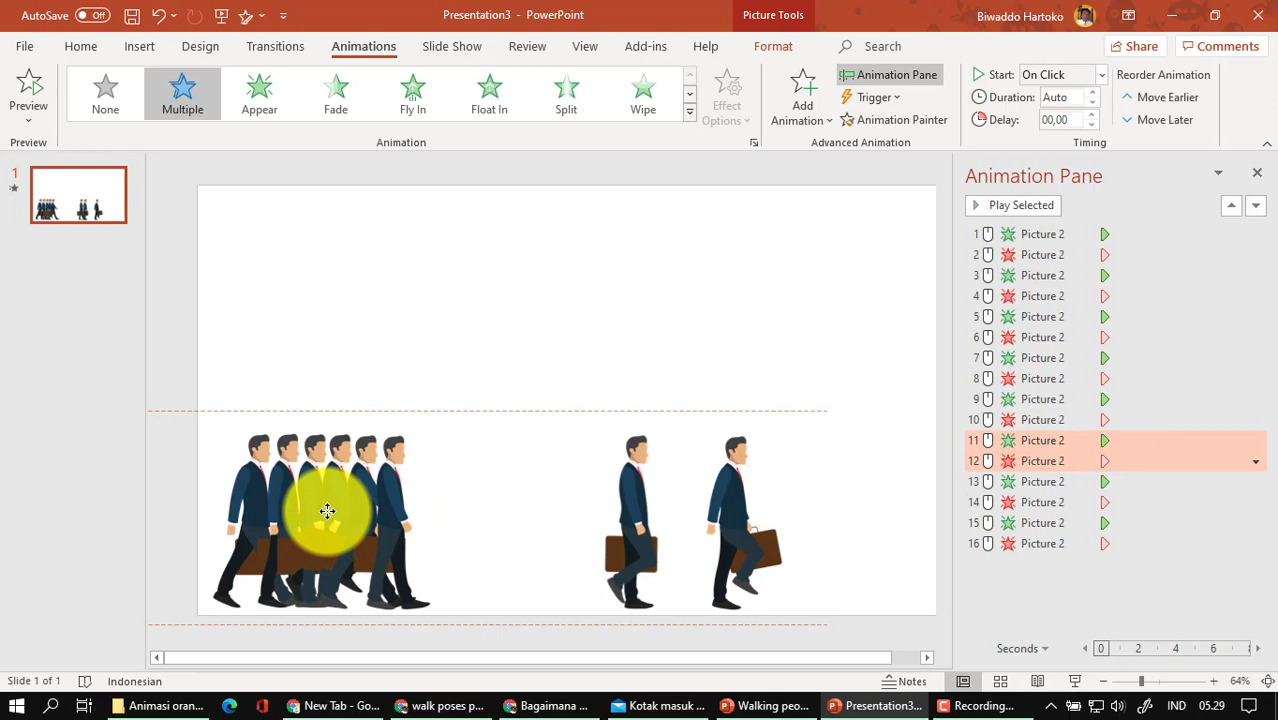 AutoSave Off Presentation3 - PowerPoint Picture Tools Biwaddo Hartoko
File Home Insert Design Transitions Animations Slide Show Review View Add-ins Help Format Search Share Comments
Preview None Multiple Appear Fade Fly In Float In Split Wipe Effect Options Add Animation Animation Pane Trigger Animation Painter
Start: On Click Reorder Animation
Duration: Auto Move Earlier
Delay: 00,00 Move Later
Preview Animation Advanced Animation Timing
1
Animation Pane
Play Selected
1 Picture 2
2 Picture 2
3 Picture 2
4 Picture 2
5 Picture 2
6 Picture 2
7 Picture 2
8 Picture 2
9 Picture 2
10 Picture 2
11 Picture 2
12 Picture 2
13 Picture 2
14 Picture 2
15 Picture 2
16 Picture 2
Seconds 0 2 4 6
Slide 1 of 1 Indonesian Notes 64%
Animasi oran... New Tab - Go... walk poses p... Bagaimana ... Kotak masuk ... Walking peo... Presentation3... Recording... IND 05.29